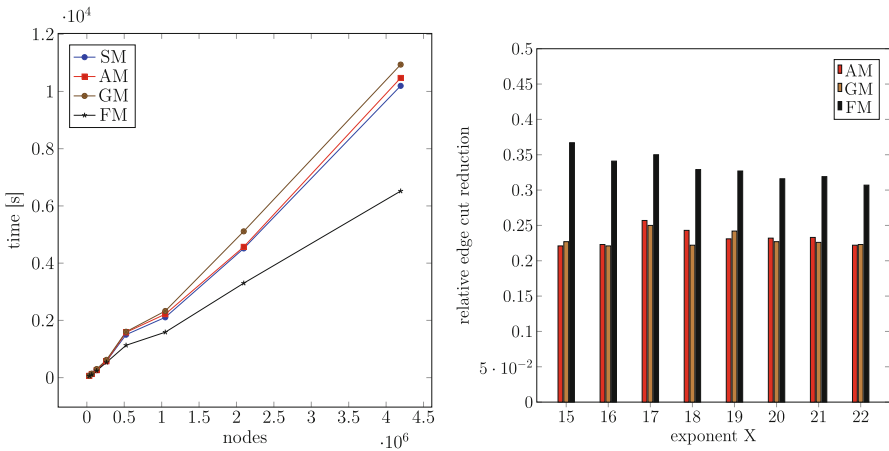 ·10⁴
1.2
1
0.8
0.6
0.4
0.2
0
time [s]
SM
AM
GM
FM
0 0.5 1 1.5 2 2.5 3 3.5 4 4.5
nodes
·10⁶
0.5
0.45
0.4
0.35
0.3
0.25
0.2
0.15
0.1
5 · 10⁻²
0
relative edge cut reduction
AM
GM
FM
15 16 17 18 19 20 21 22
exponent X